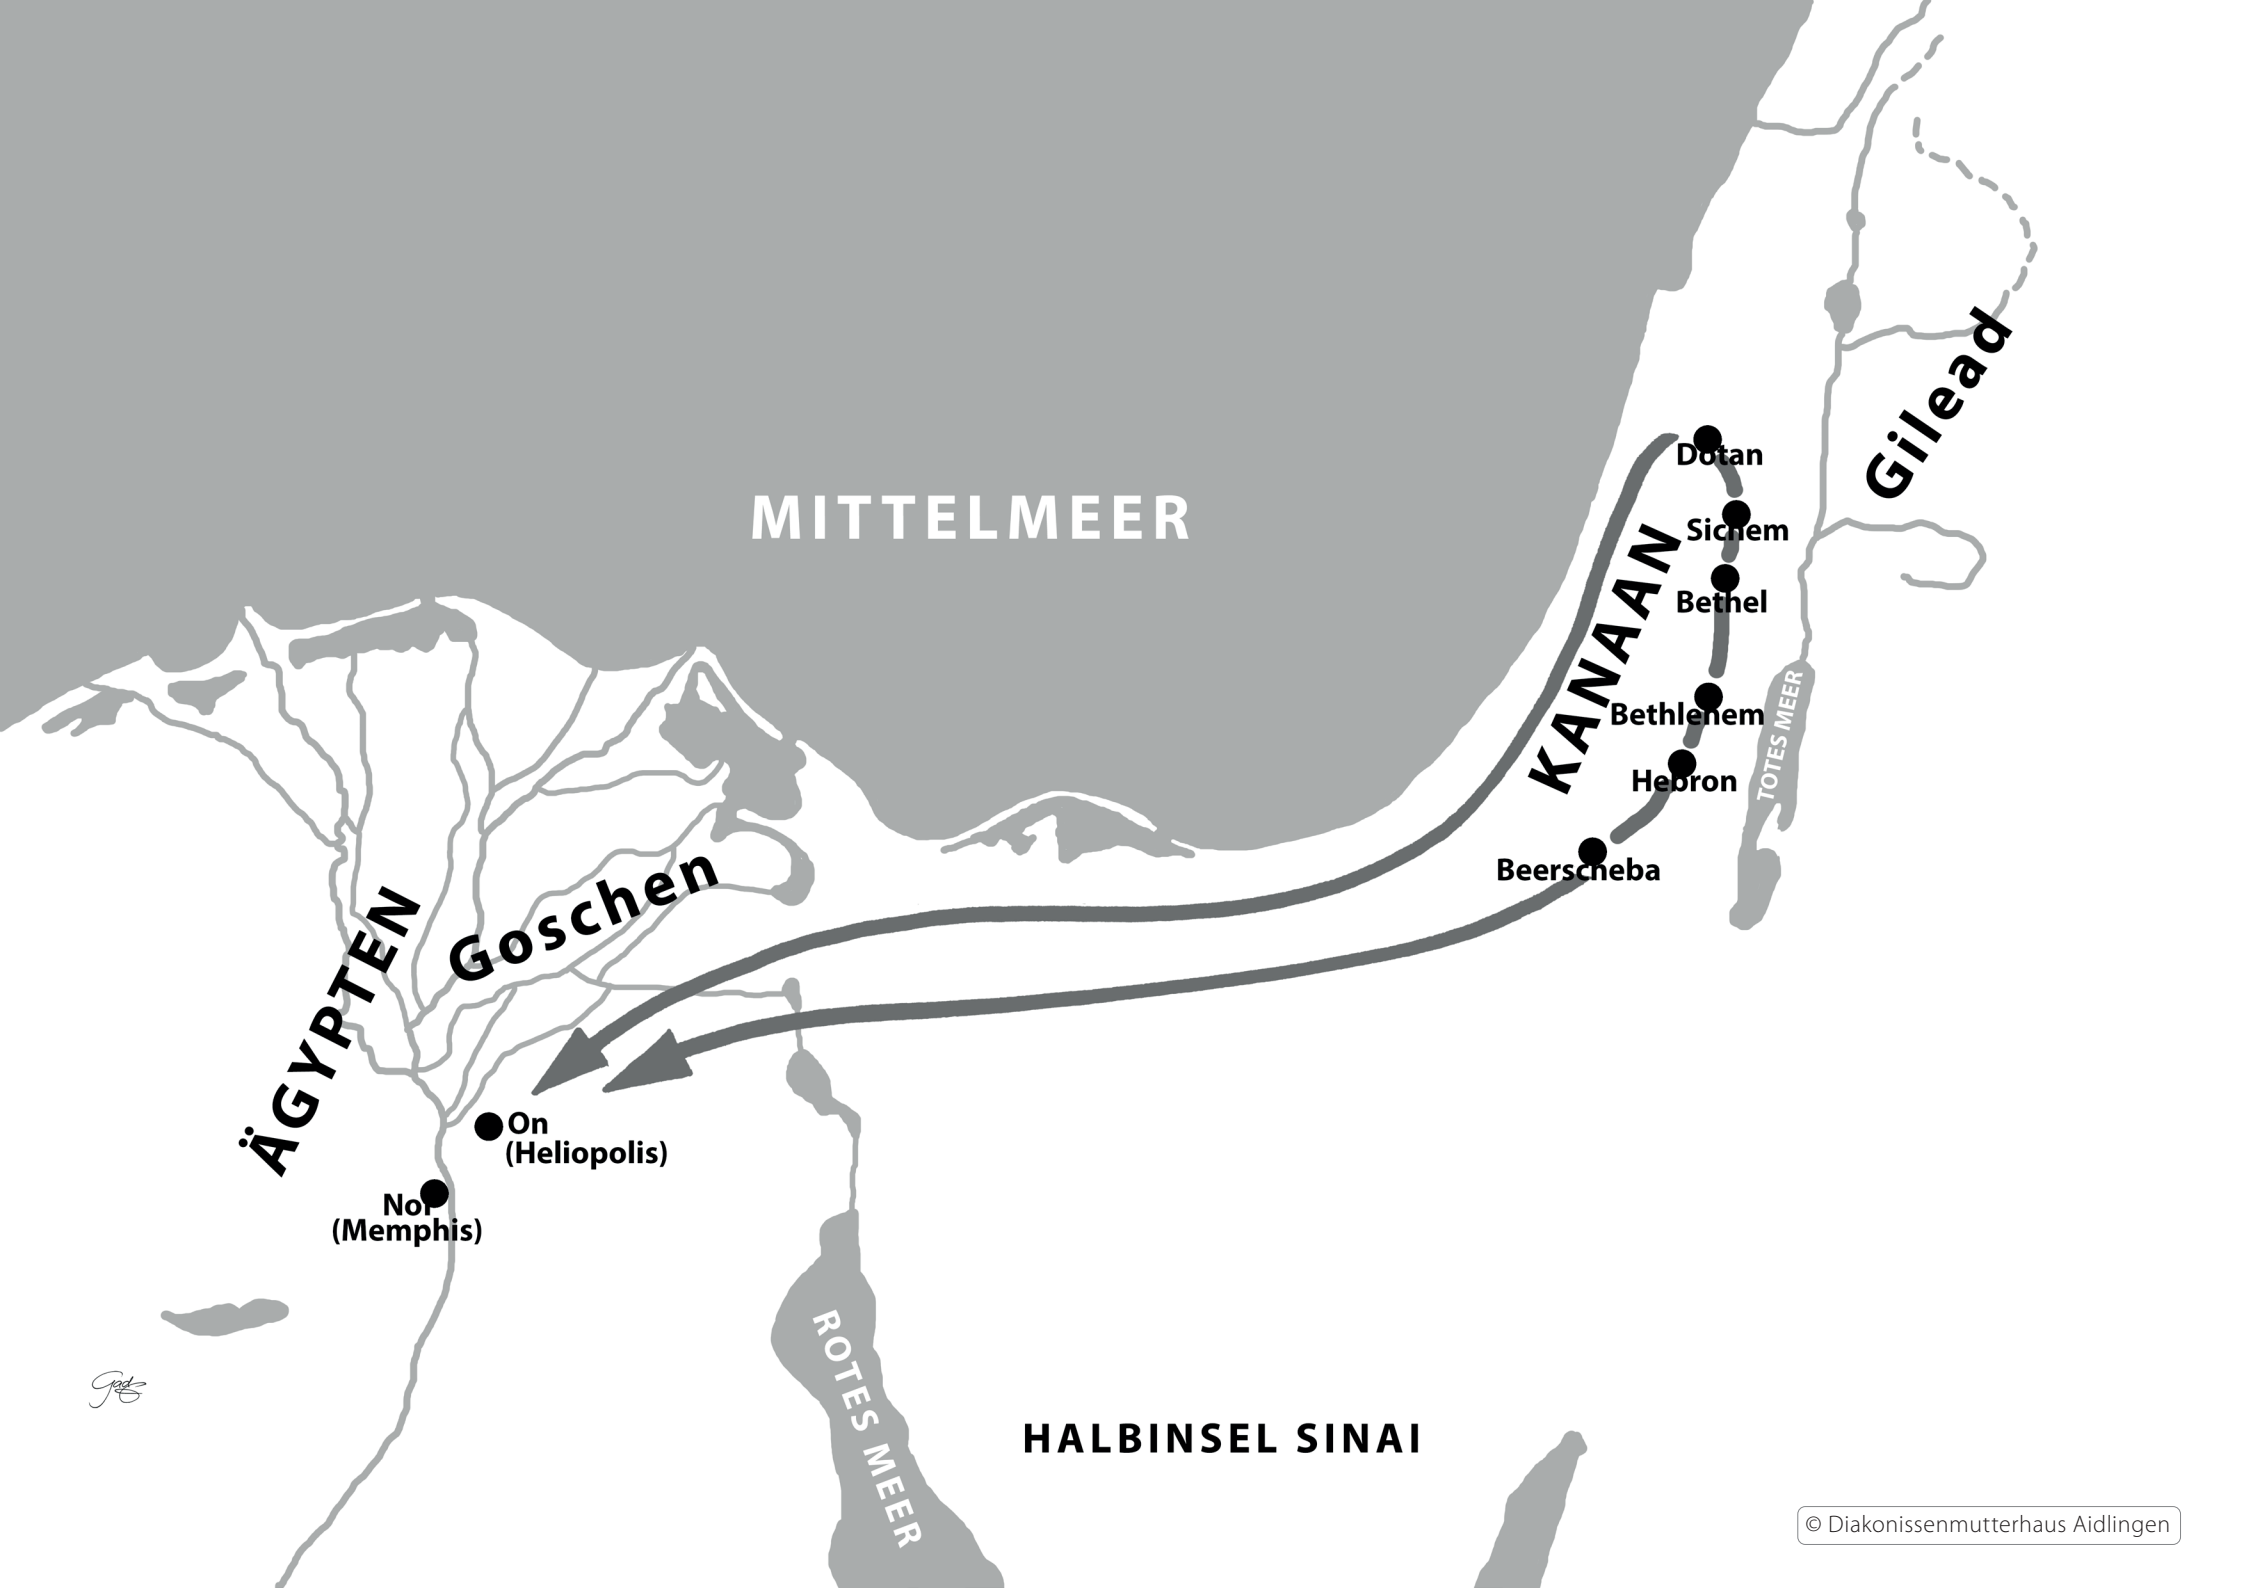 Gilead
Dotan
MITTELMEER
Sichem
KANAAN
Bethel
Bethlehem
TOTES MEER
Hebron
Beerscheba
Goschen
ÄGYPTEN
On
(Heliopolis)
(Memphis)
ROTES MEER
HALBINSEL SINAI
© Diakonissenmutterhaus Aidlingen